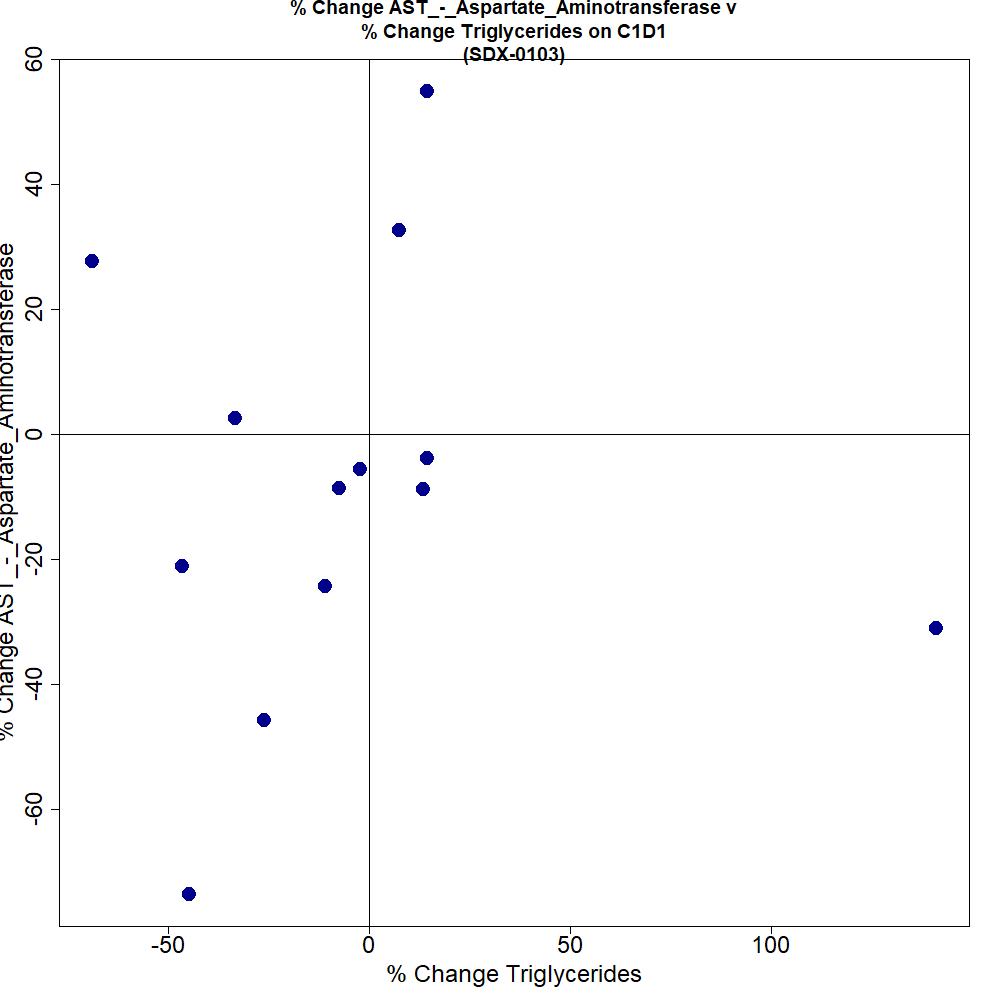 % Change AST_-_Aspartate_Aminotransferase v
% Change Triglycerides on C1D1
(SDX-0103)
60
40
20
0
-20
-40
-60
% Change AST_-_Aspartate_Aminotransferase
-50
0
50
100
% Change Triglycerides